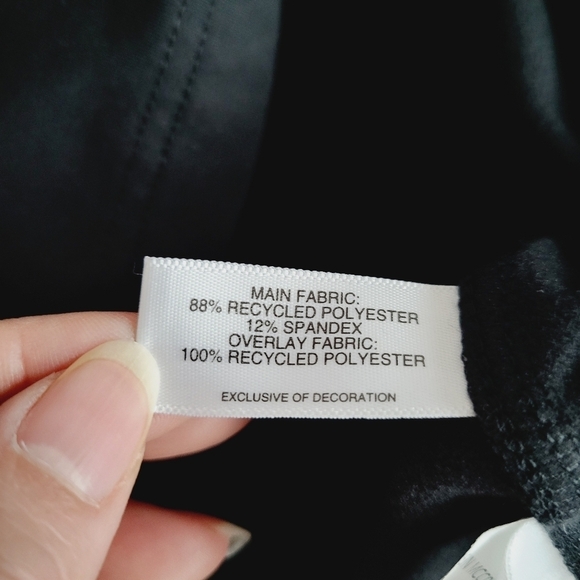 MAIN FABRIC:
88% RECYCLED POLYESTER
12% SPANDEX
OVERLAY FABRIC:
100% RECYCLED POLYESTER
EXCLUSIVE OF DECORATION